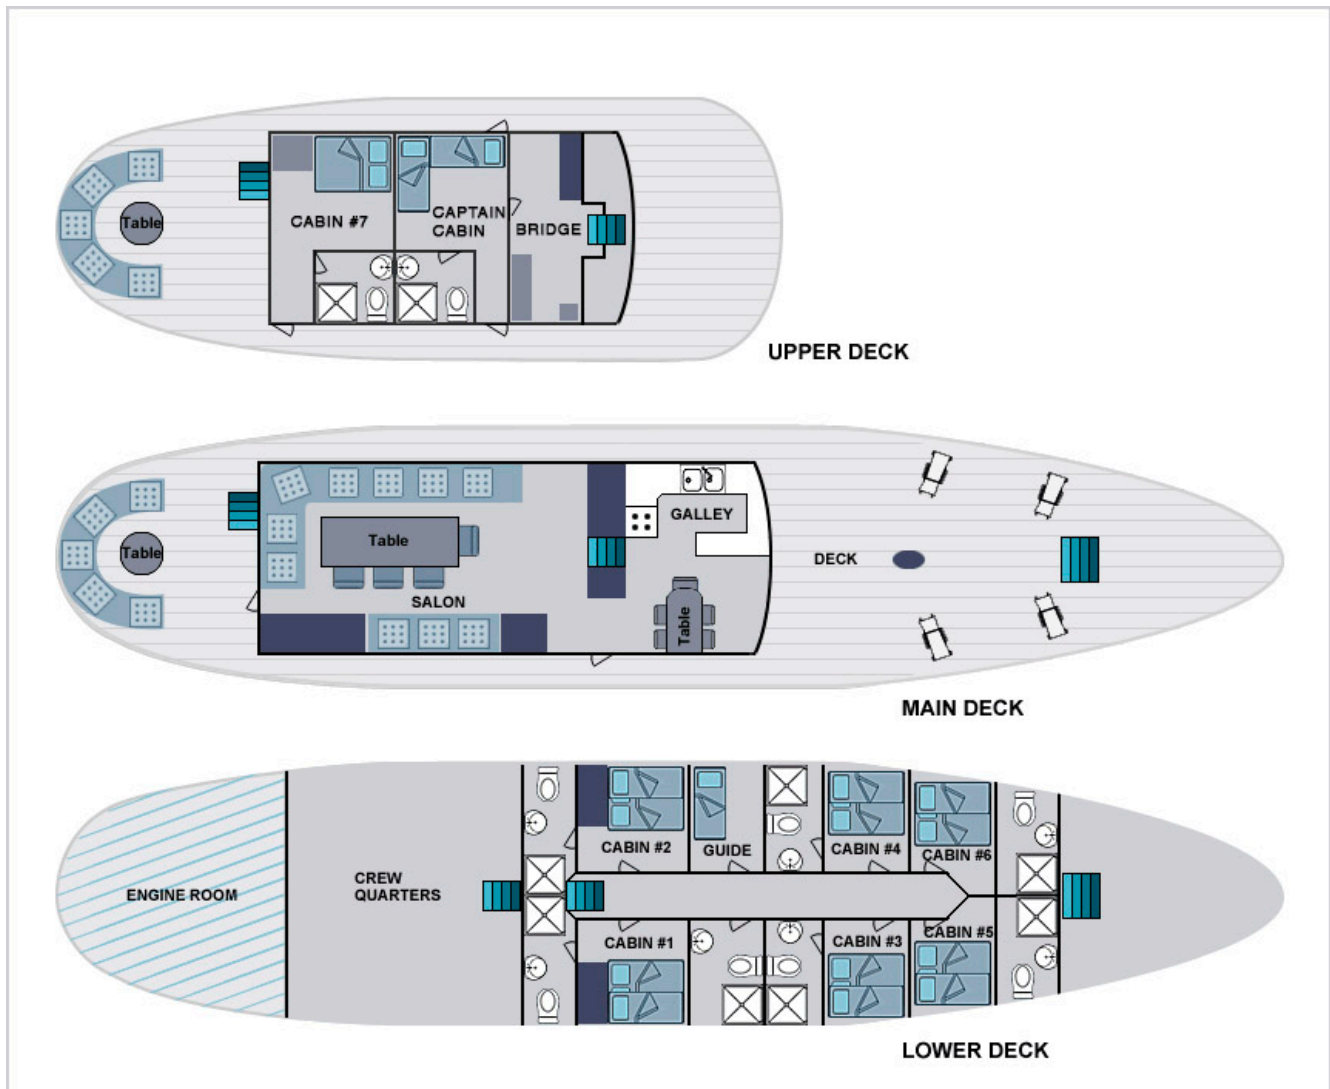 Table
CABIN #7
CAPTAIN
CABIN
BRIDGE
UPPER DECK
Table
Table
SALON
GALLEY
Table
DECK
MAIN DECK
ENGINE ROOM
CREW
QUARTERS
CABIN #2
GUIDE
CABIN #4
CABIN #6
CABIN #1
CABIN #3
CABIN #5
LOWER DECK